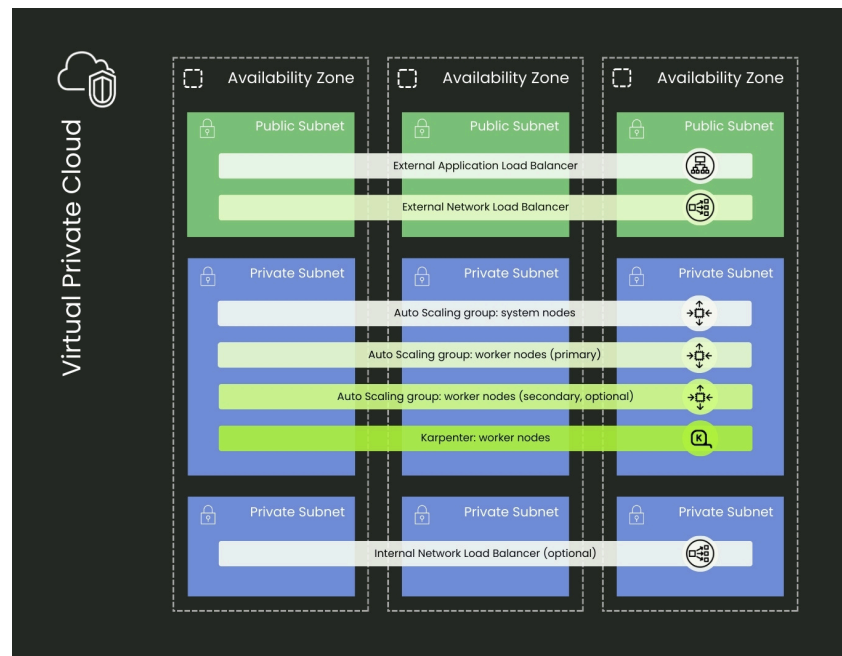 Virtual Private Cloud
Availability Zone
Availability Zone
Availability Zone
Public Subnet
Public Subnet
Public Subnet
External Application Load Balancer
External Network Load Balancer
Private Subnet
Private Subnet
Private Subnet
Auto Scaling group: system nodes
Auto Scaling group: worker nodes (primary)
Auto Scaling group: worker nodes (secondary, optional)
Karpenter: worker nodes
K
Private Subnet
Private Subnet
Private Subnet
Internal Network Load Balancer (optional)